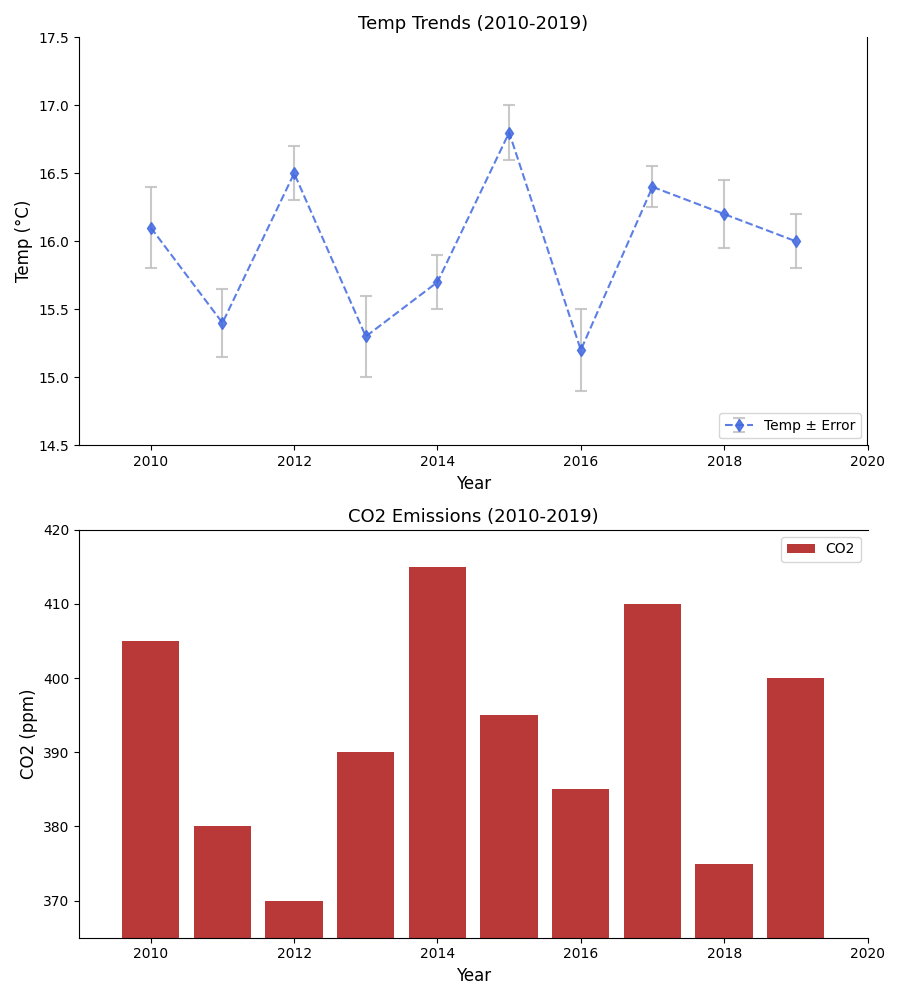 Temp Trends (2010-2019)
17.5
17.0
16.5
16.0
15.5
15.0
14.5
Temp (°C)
Temp ± Error
2010 2012 2014 2016 2018 2020
Year
CO2 Emissions (2010-2019)
420
410
400
390
380
370
CO2 (ppm)
CO2
2010 2012 2014 2016 2018 2020
Year